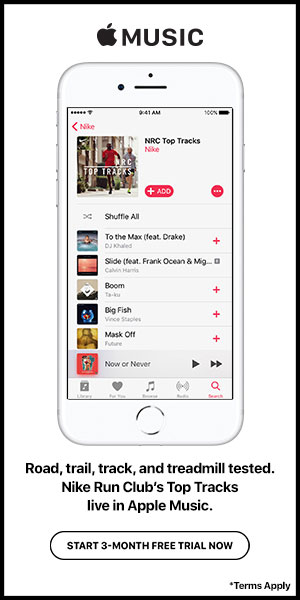 MUSIC
9:41 AM 100%
Nike
NRC
TOP TRACKS
NRC Top Tracks
Nike
+ ADD
Shuffle All
To the Max (feat. Drake)
DJ Khaled
Slide (feat. Frank Ocean & Mig... E
Calvin Harris
Boom
Ta-ku
Big Fish
Vince Staples
Mask Off
Future
Now or Never
Library For You Browse Radio Search
Road, trail, track, and treadmill tested.
Nike Run Club's Top Tracks
live in Apple Music.
START 3-MONTH FREE TRIAL NOW
*Terms Apply